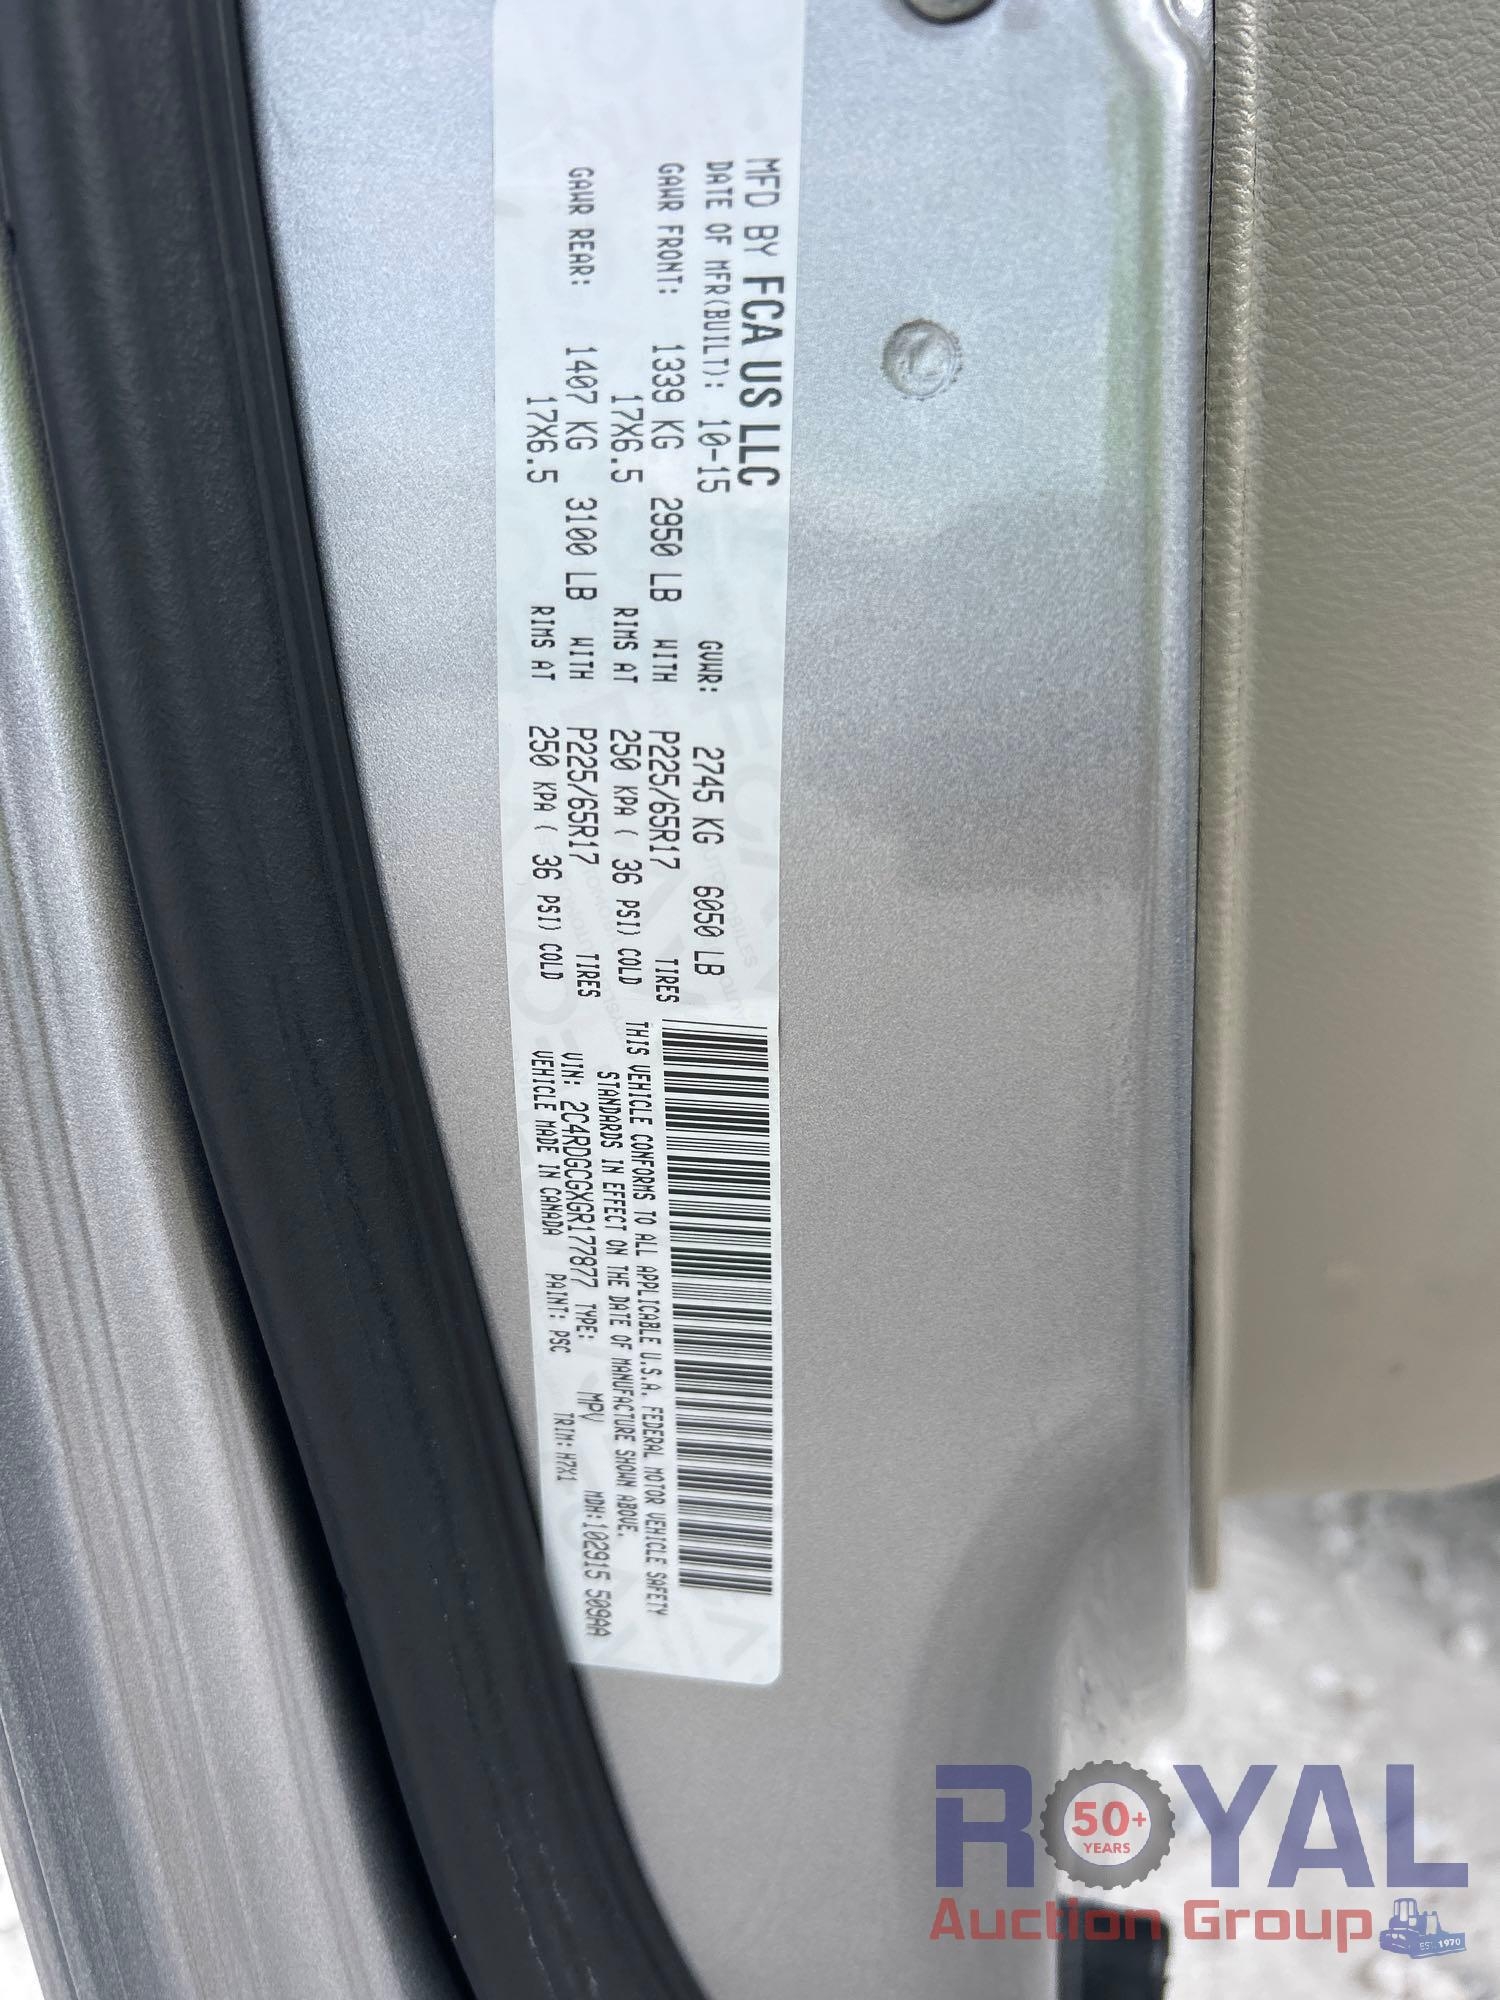 MFD BY FCA US LLC
DATE OF MFR(BUILT): 10-15 GVWR: 2745 KG 6050 LB
GAWR FRONT: 1339 KG 2950 LB WITH P225/65R17 TIRES
17X6.5 RIMS AT 250 KPA ( 36 PSI) COLD
GAWR REAR: 1407 KG 3100 LB WITH P225/65R17 TIRES
17X6.5 RIMS AT 250 KPA ( 36 PSI) COLD
THIS VEHICLE CONFORMS TO ALL APPLICABLE U.S.A. FEDERAL MOTOR VEHICLE SAFETY
STANDARDS IN EFFECT ON THE DATE OF MANUFACTURE SHOWN ABOVE.
VIN: 2C4RDGCGXGR177877 TYPE: MPV MDH:102915 509AA
VEHICLE MADE IN CANADA PAINT: PSC TRIM: H7X1
ROYAL
50+
YEARS
Auction Group
EST. 1970